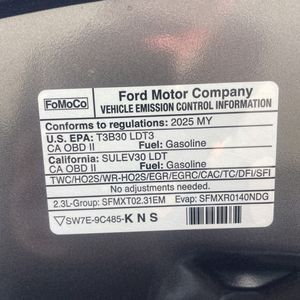 FoMoCo
Ford Motor Company
VEHICLE EMISSION CONTROL INFORMATION
Conforms to regulations: 2025 MY
U.S. EPA: T3B30 LDT3
CA OBD II Fuel: Gasoline
California: SULEV30 LDT
CA OBD II Fuel: Gasoline
TWC/HO2S/WR-HO2S/EGR/EGRC/CAC/TC/DFI/SFI
No adjustments needed.
2.3L-Group: SFMXT02.31EM Evap: SFMXR0140NDG
SW7E-9C485-KNS